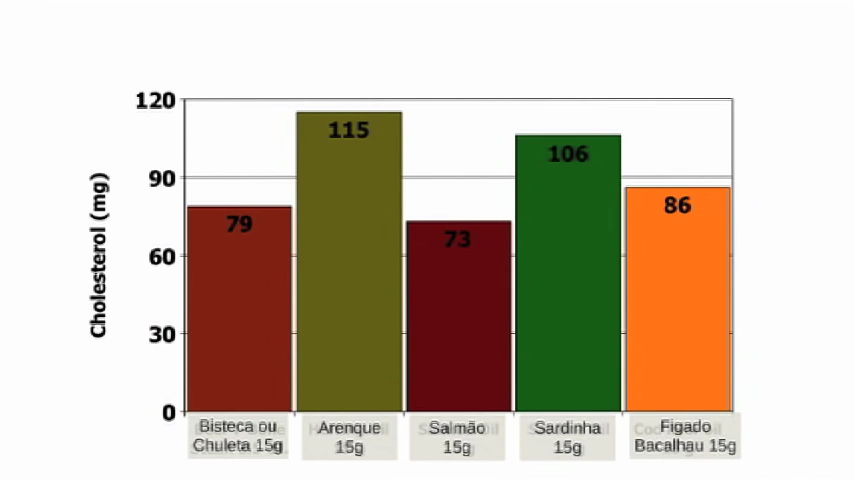 120
90
60
30
0
Cholesterol (mg)
79
115
73
106
86
Bisteca ou
Chuleta 15g
Arenque
15g
Salmão
15g
Sardinha
15g
Figado
Bacalhau 15g